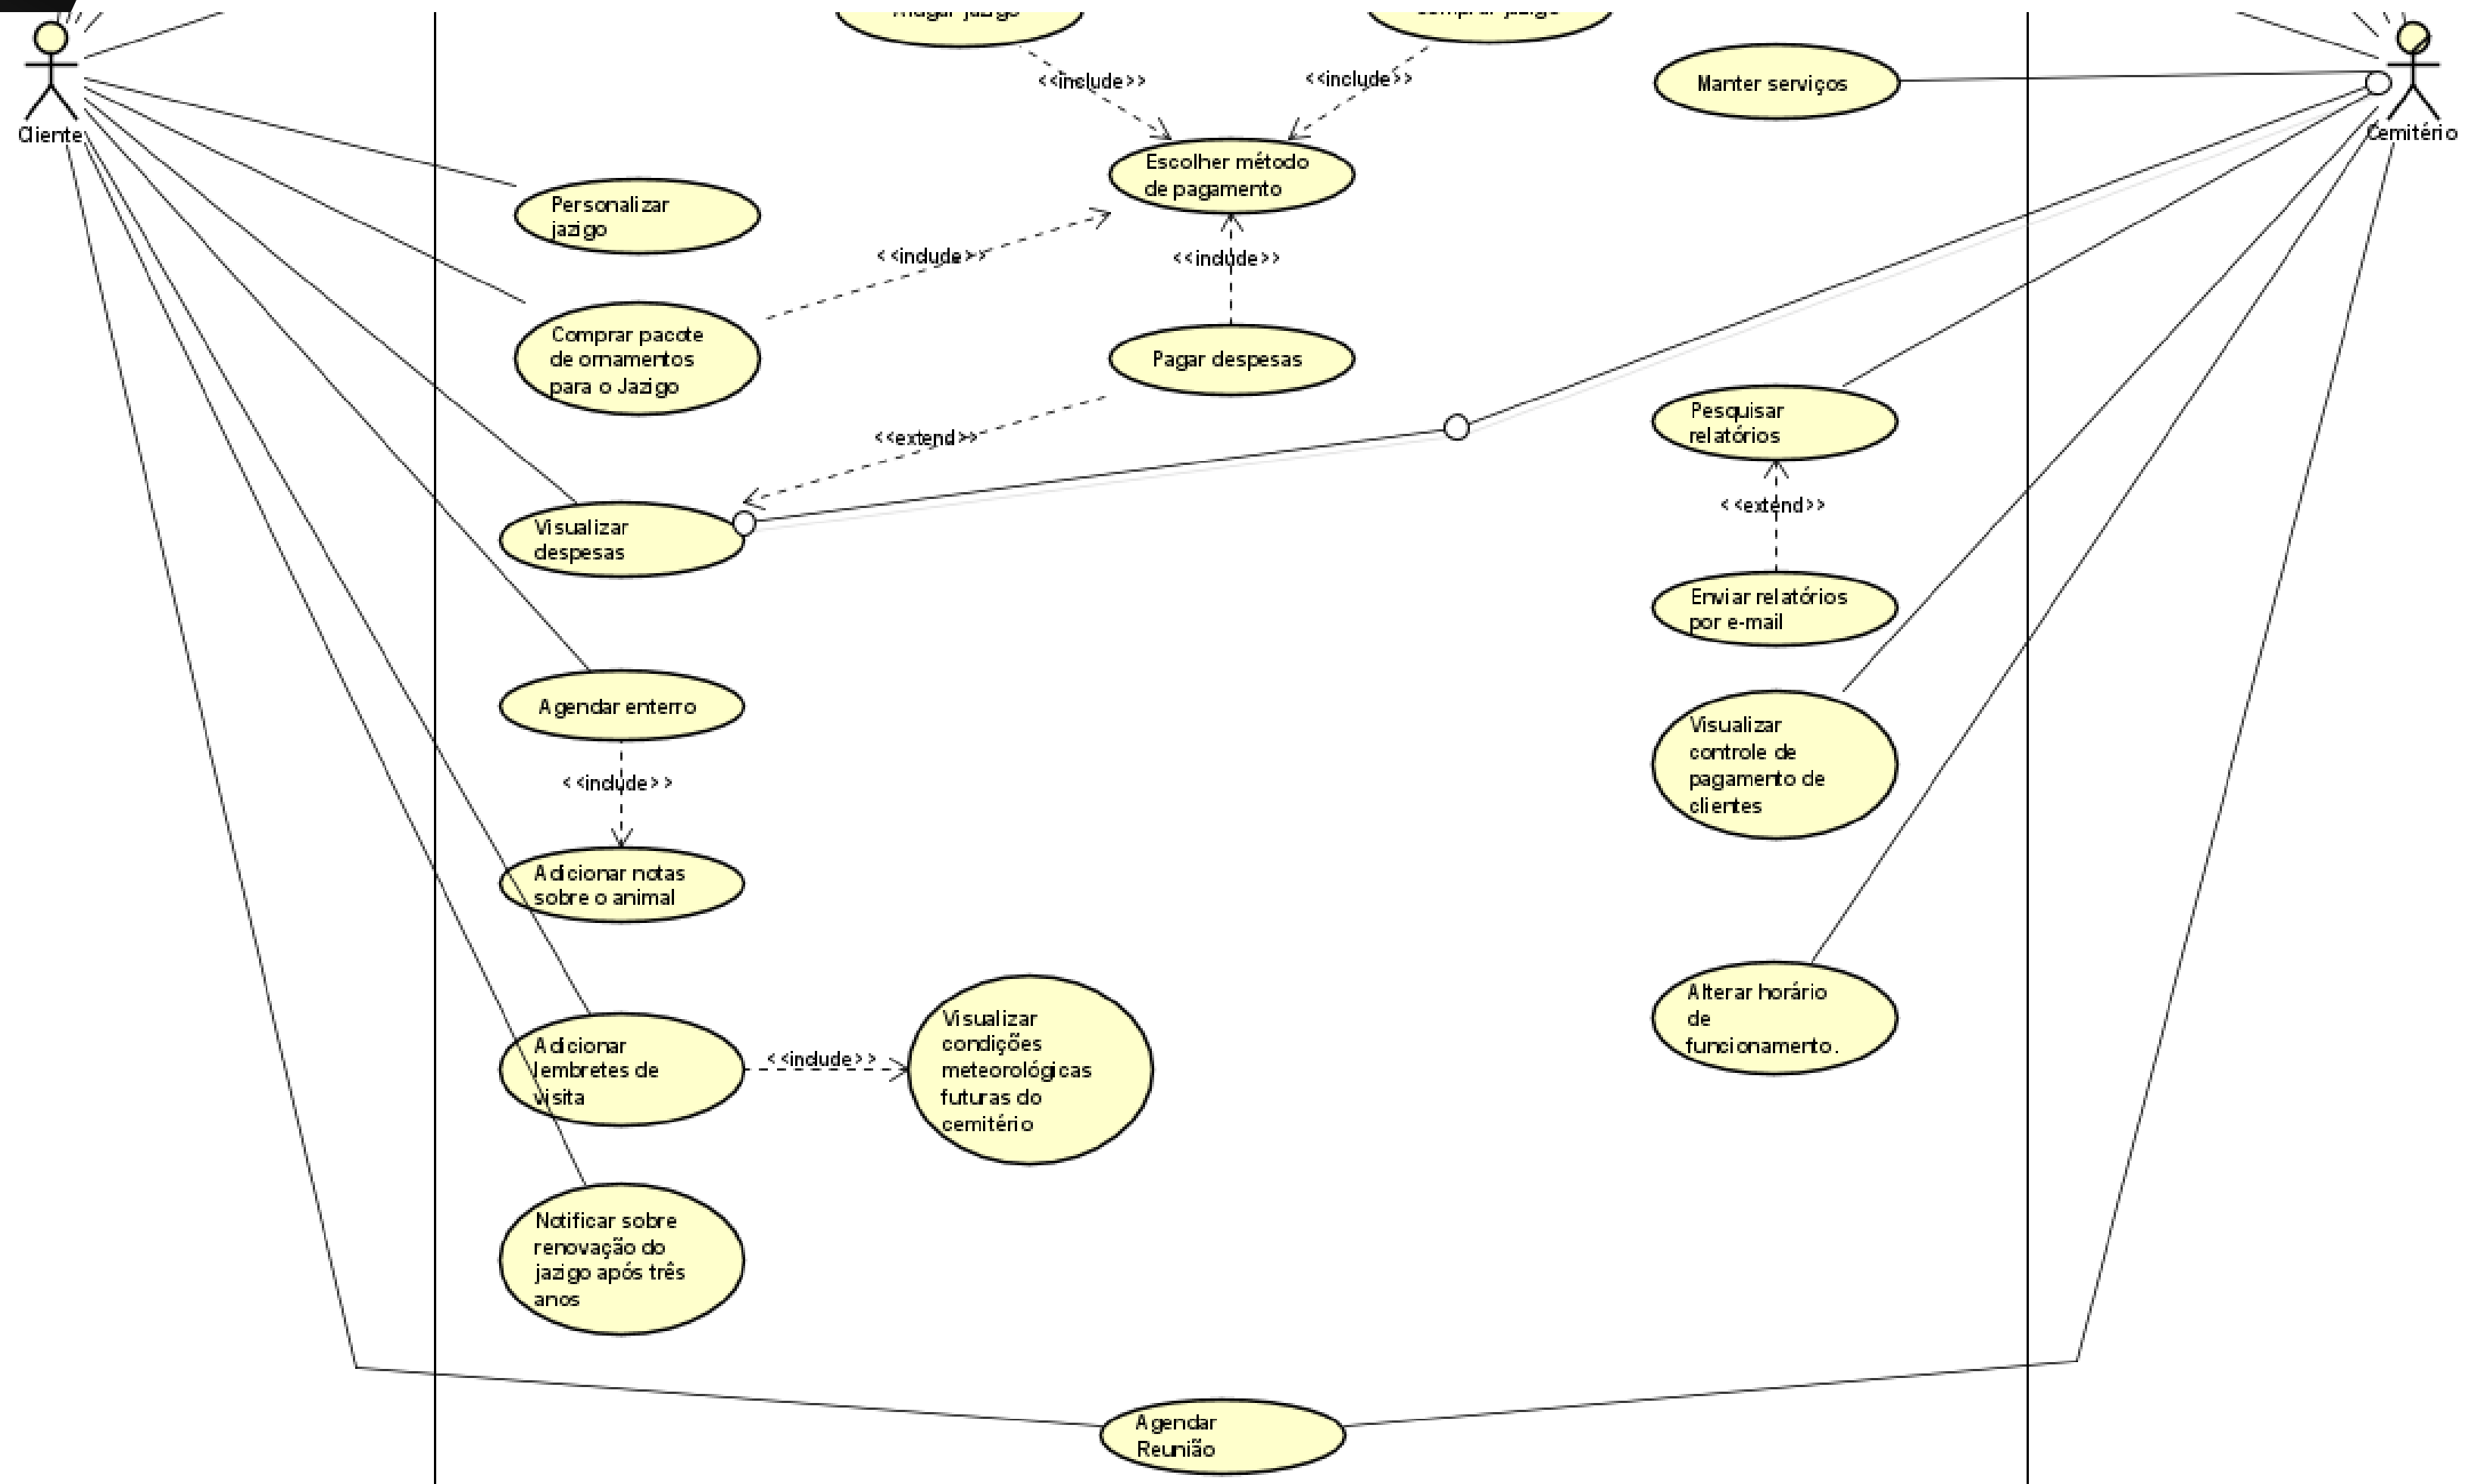 <<include>>
<<include>>
Manter serviços
Cliente
Cemitério
Escolher método
de pagamento
Personalizar
jazigo
<<include>>
<<include>>
Comprar pacote
de ornamentos
para o Jazigo
Pagar despesas
Pesquisar
relatórios
<<extend>>
<<extend>>
Visualizar
despesas
Enviar relatórios
por e-mail
Agendar enterro
Visualizar
controle de
pagamento de
clientes
<<include>>
Adicionar notas
sobre o animal
Alterar horário
de
funcionamento.
Adicionar
lembretes de
visita
<<include>>
Visualizar
condições
meteorológicas
futuras do
cemitério
Notificar sobre
renovação do
jazigo após três
anos
Agendar
Reunião